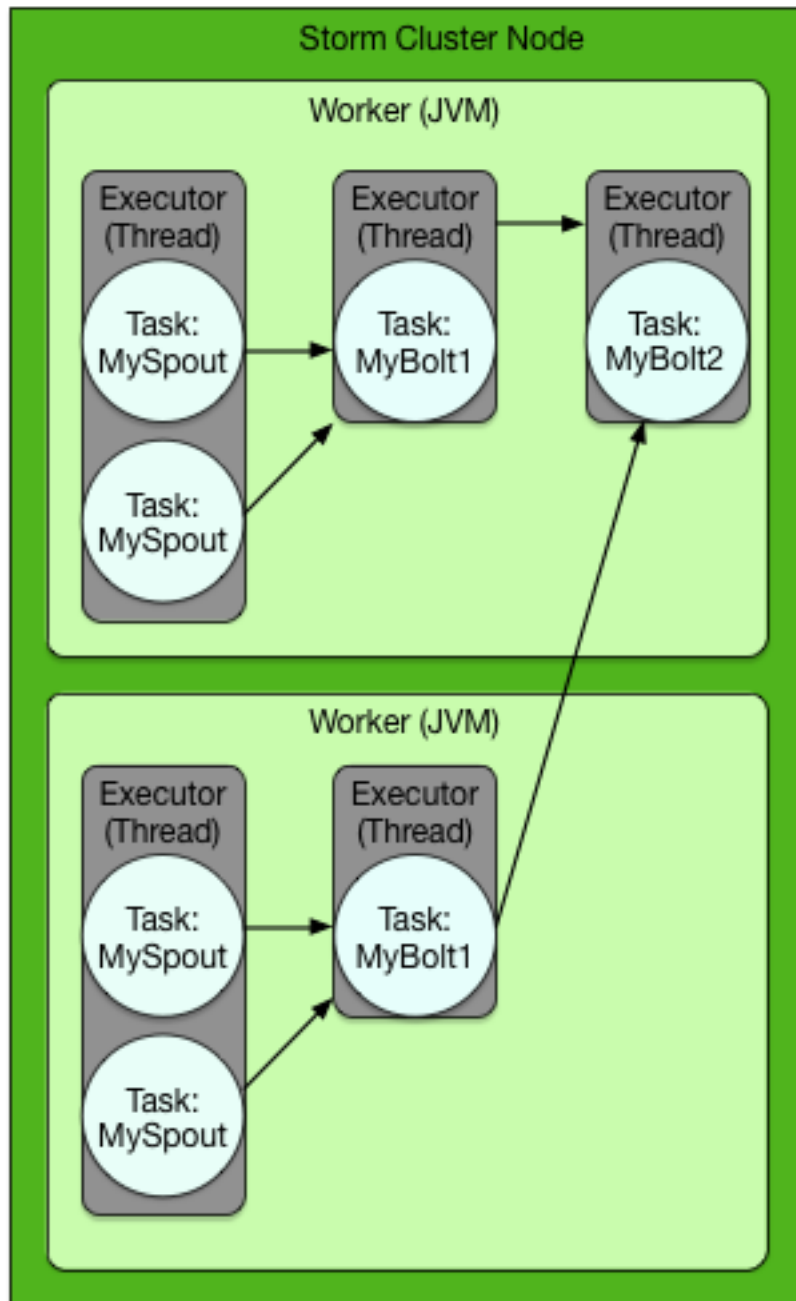 Storm Cluster Node
Worker (JVM)
Executor
(Thread)
Task:
MySpout
Task:
MySpout
Executor
(Thread)
Task:
MyBolt1
Executor
(Thread)
Task:
MyBolt2
Worker (JVM)
Executor
(Thread)
Task:
MySpout
Task:
MySpout
Executor
(Thread)
Task:
MyBolt1